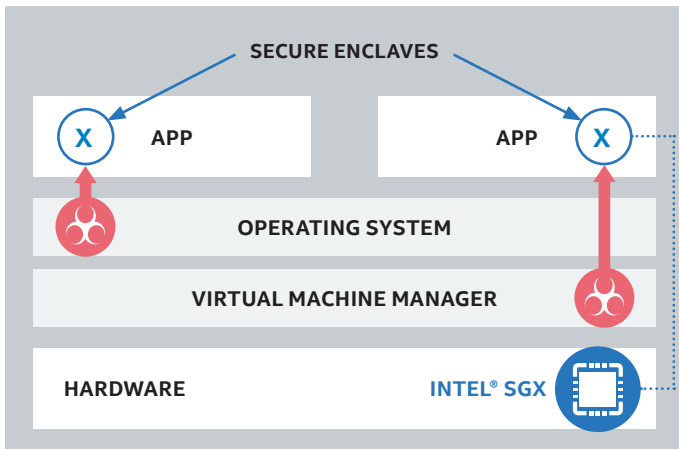 SECURE ENCLAVES
X APP
APP X
OPERATING SYSTEM
VIRTUAL MACHINE MANAGER
HARDWARE
INTEL® SGX